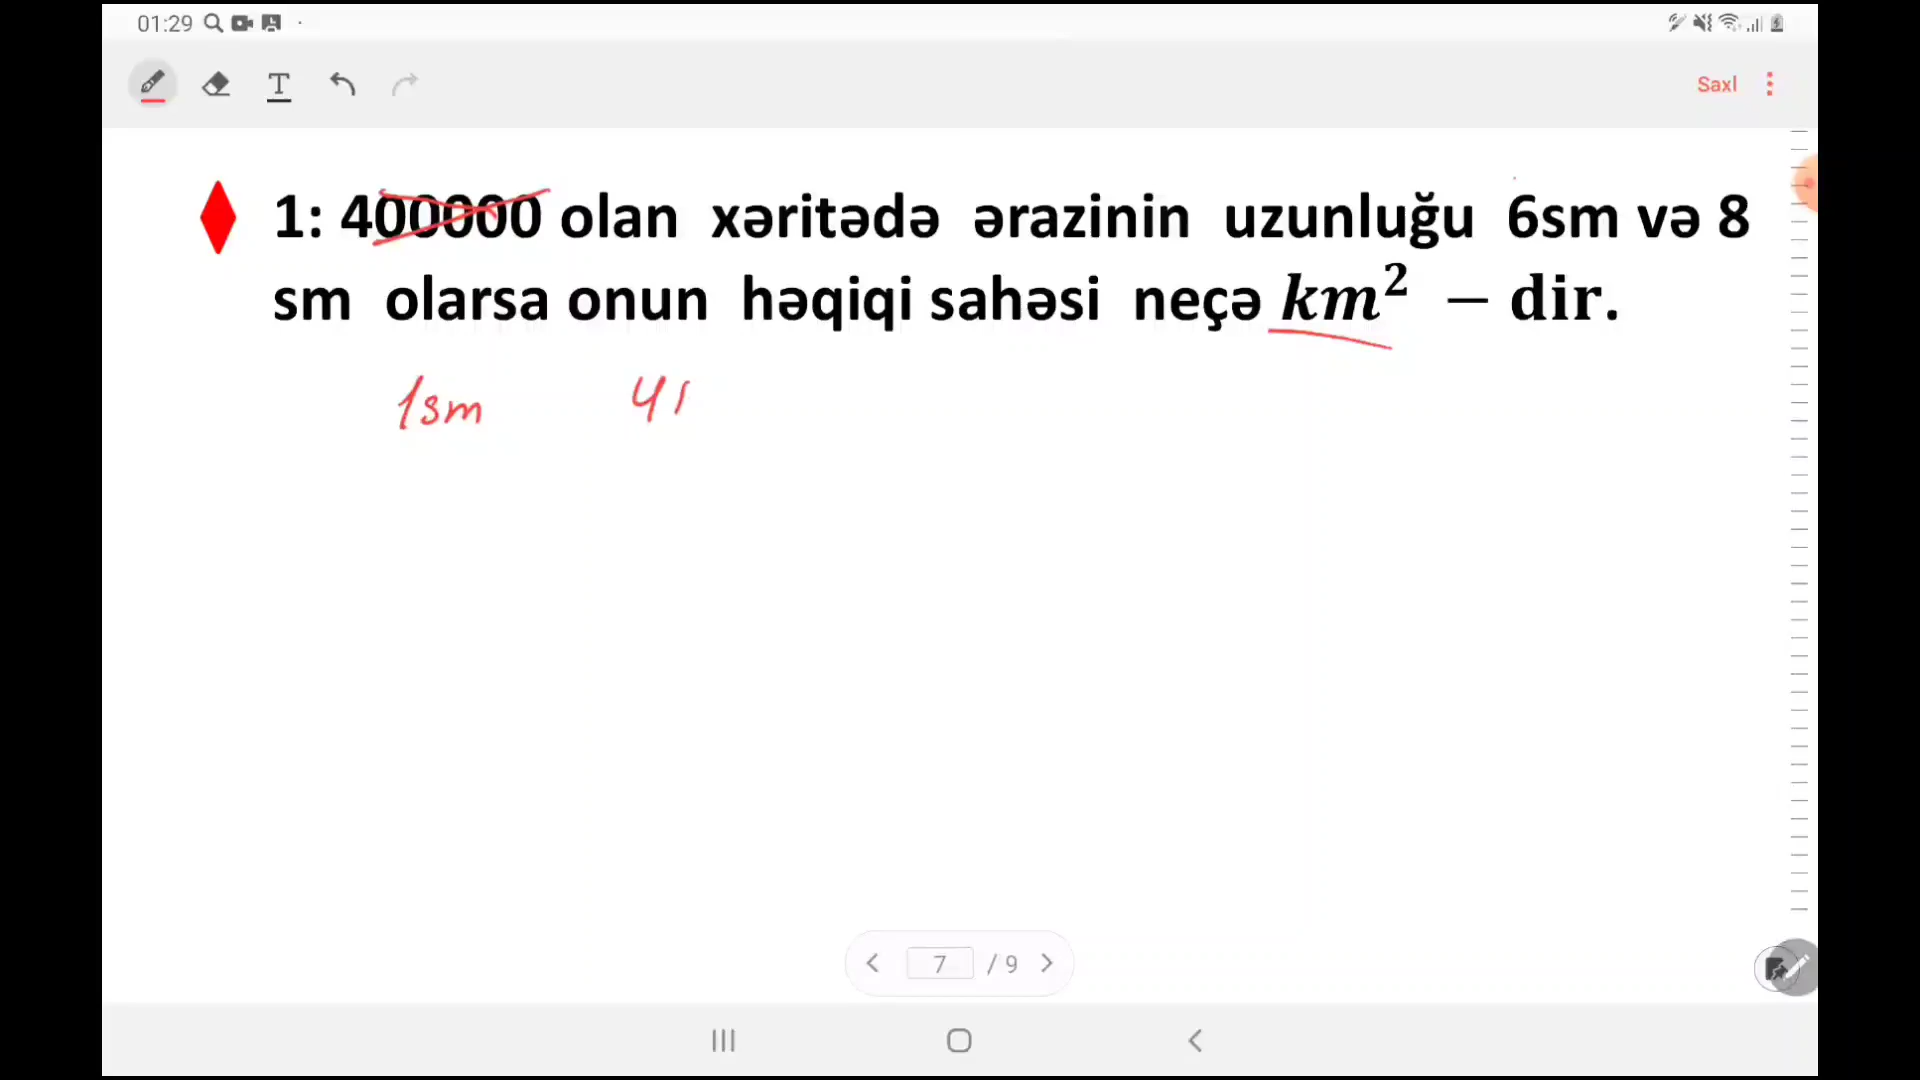 01:29
Saxl
1: 400000 olan xəritədə ərazinin uzunluğu 6sm və 8
sm olarsa onun həqiqi sahəsi neçə km² – dir.
1sm 4
7 / 9